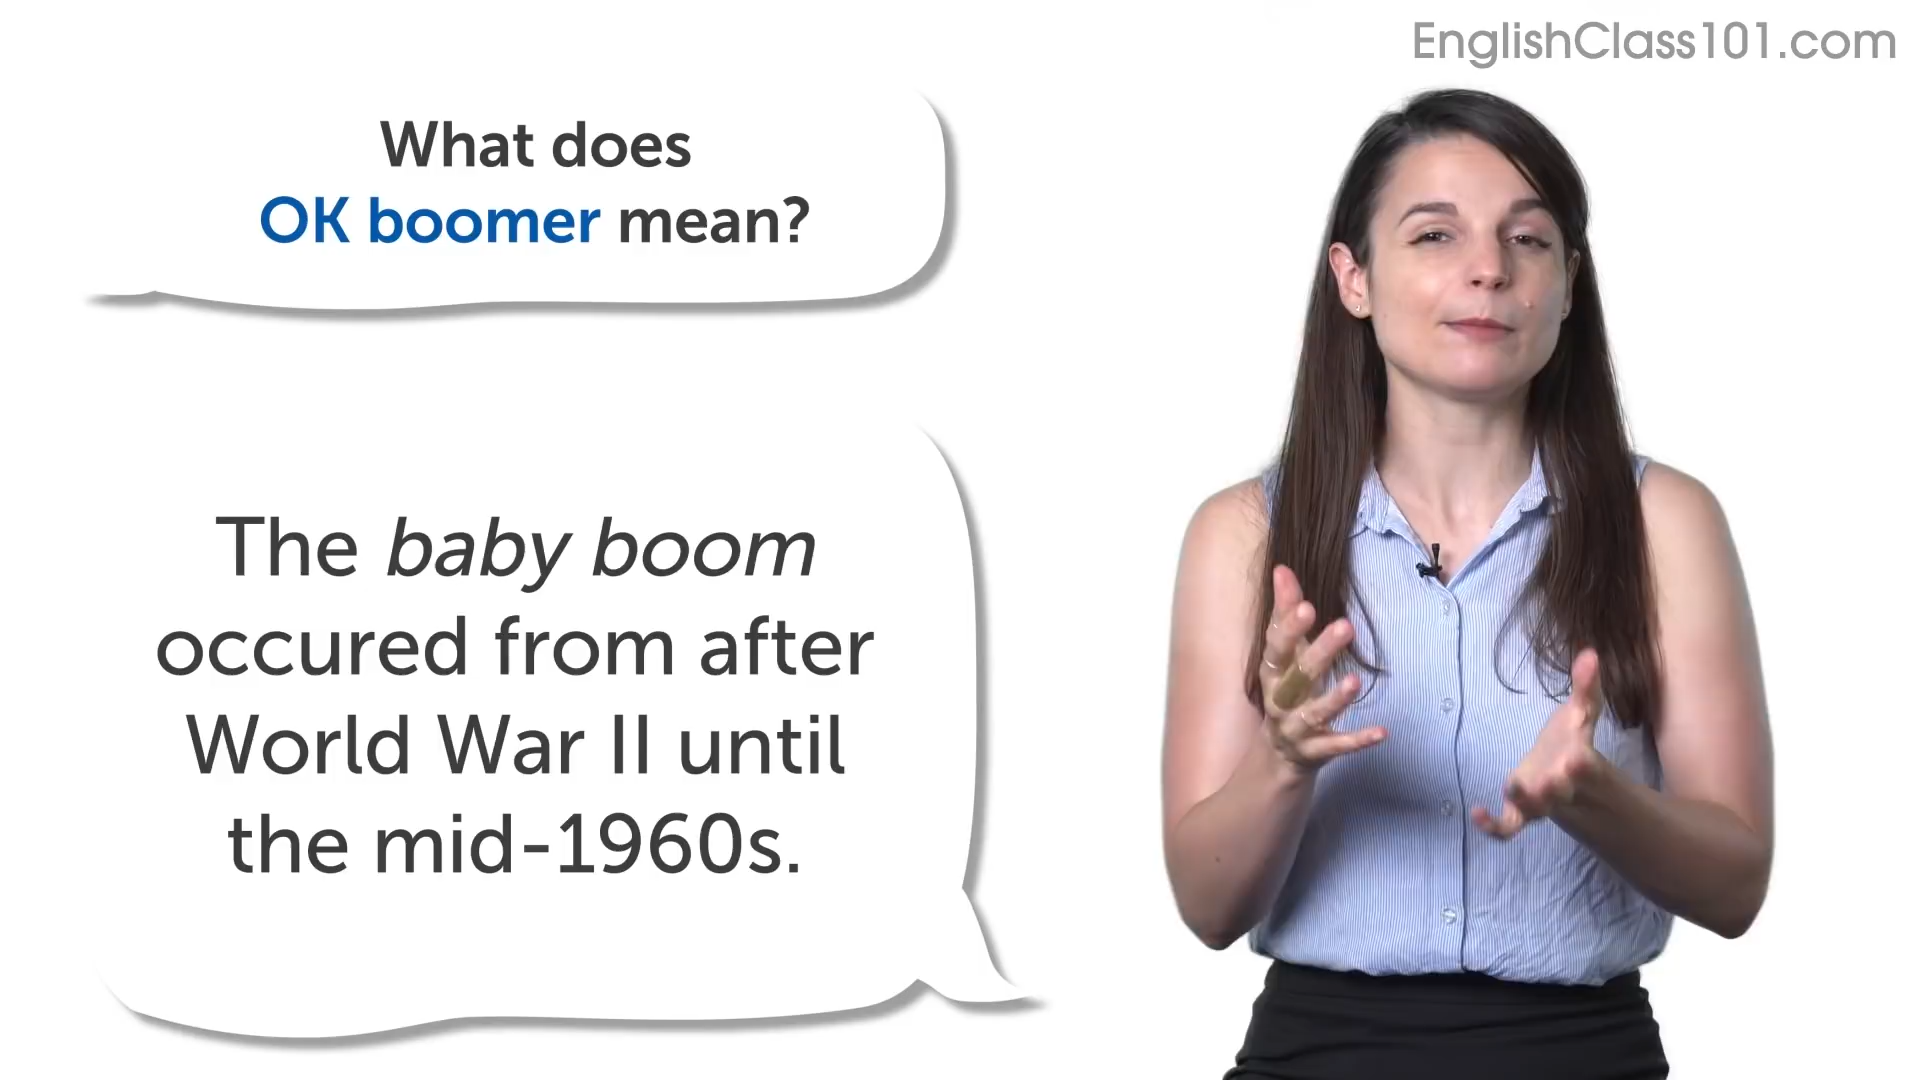 EnglishClass101.com
What does
OK boomer mean?
The baby boom
occured from after
World War II until
the mid-1960s.